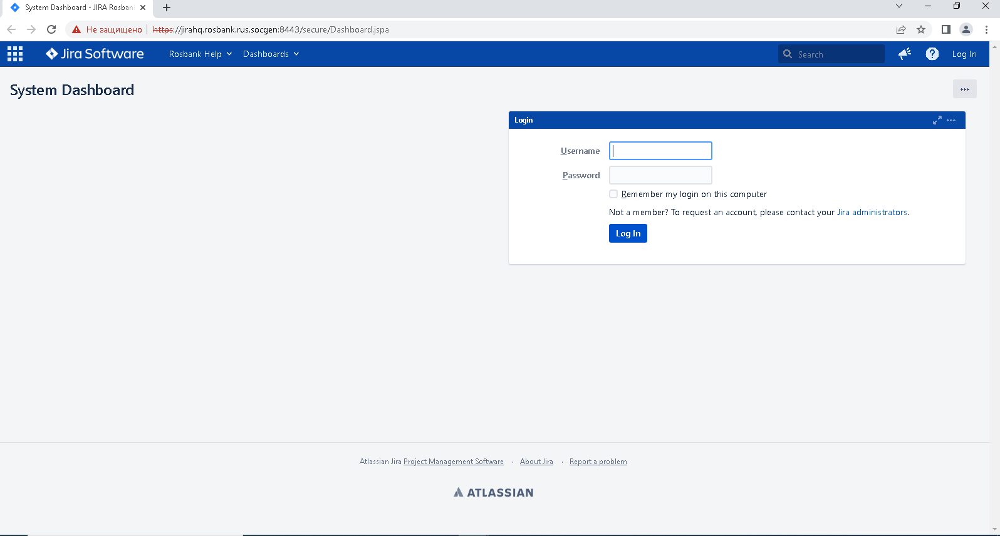 System Dashboard - JIRA Rosban
Не защищено https://jirahq.rosbank.rus.socgen:8443/secure/Dashboard.jspa
Jira Software Rosbank Help Dashboards Search Log In
System Dashboard
Login
Username
Password
Remember my login on this computer
Not a member? To request an account, please contact your Jira administrators.
Log In
Atlassian Jira Project Management Software · About Jira · Report a problem
ATLASSIAN